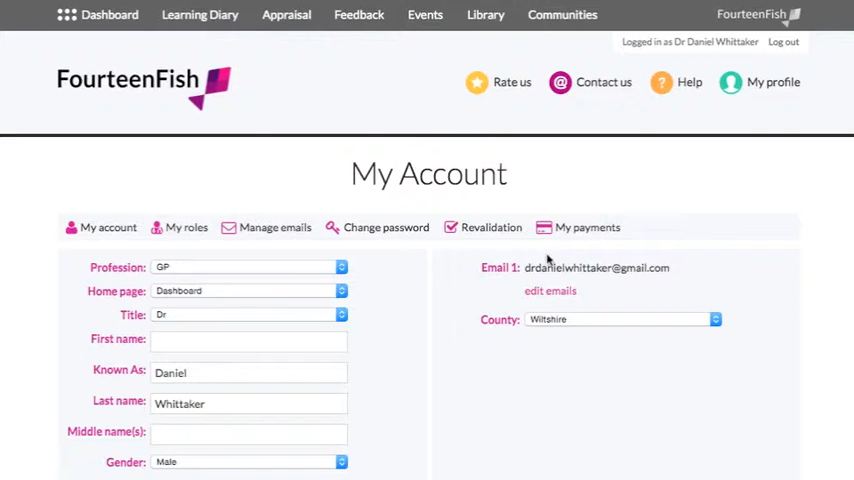 Dashboard Learning Diary Appraisal Feedback Events Library Communities FourteenFish
Logged in as Dr Daniel Whittaker Log out
FourteenFish Rate us @ Contact us ? Help My profile
My Account
My account My roles Manage emails Change password Revalidation My payments
Profession: GP Email 1: drdanielwhittaker@gmail.com
Home page: Dashboard edit emails
Title: Dr County: Wiltshire
First name:
Known As: Daniel
Last name: Whittaker
Middle name(s):
Gender: Male